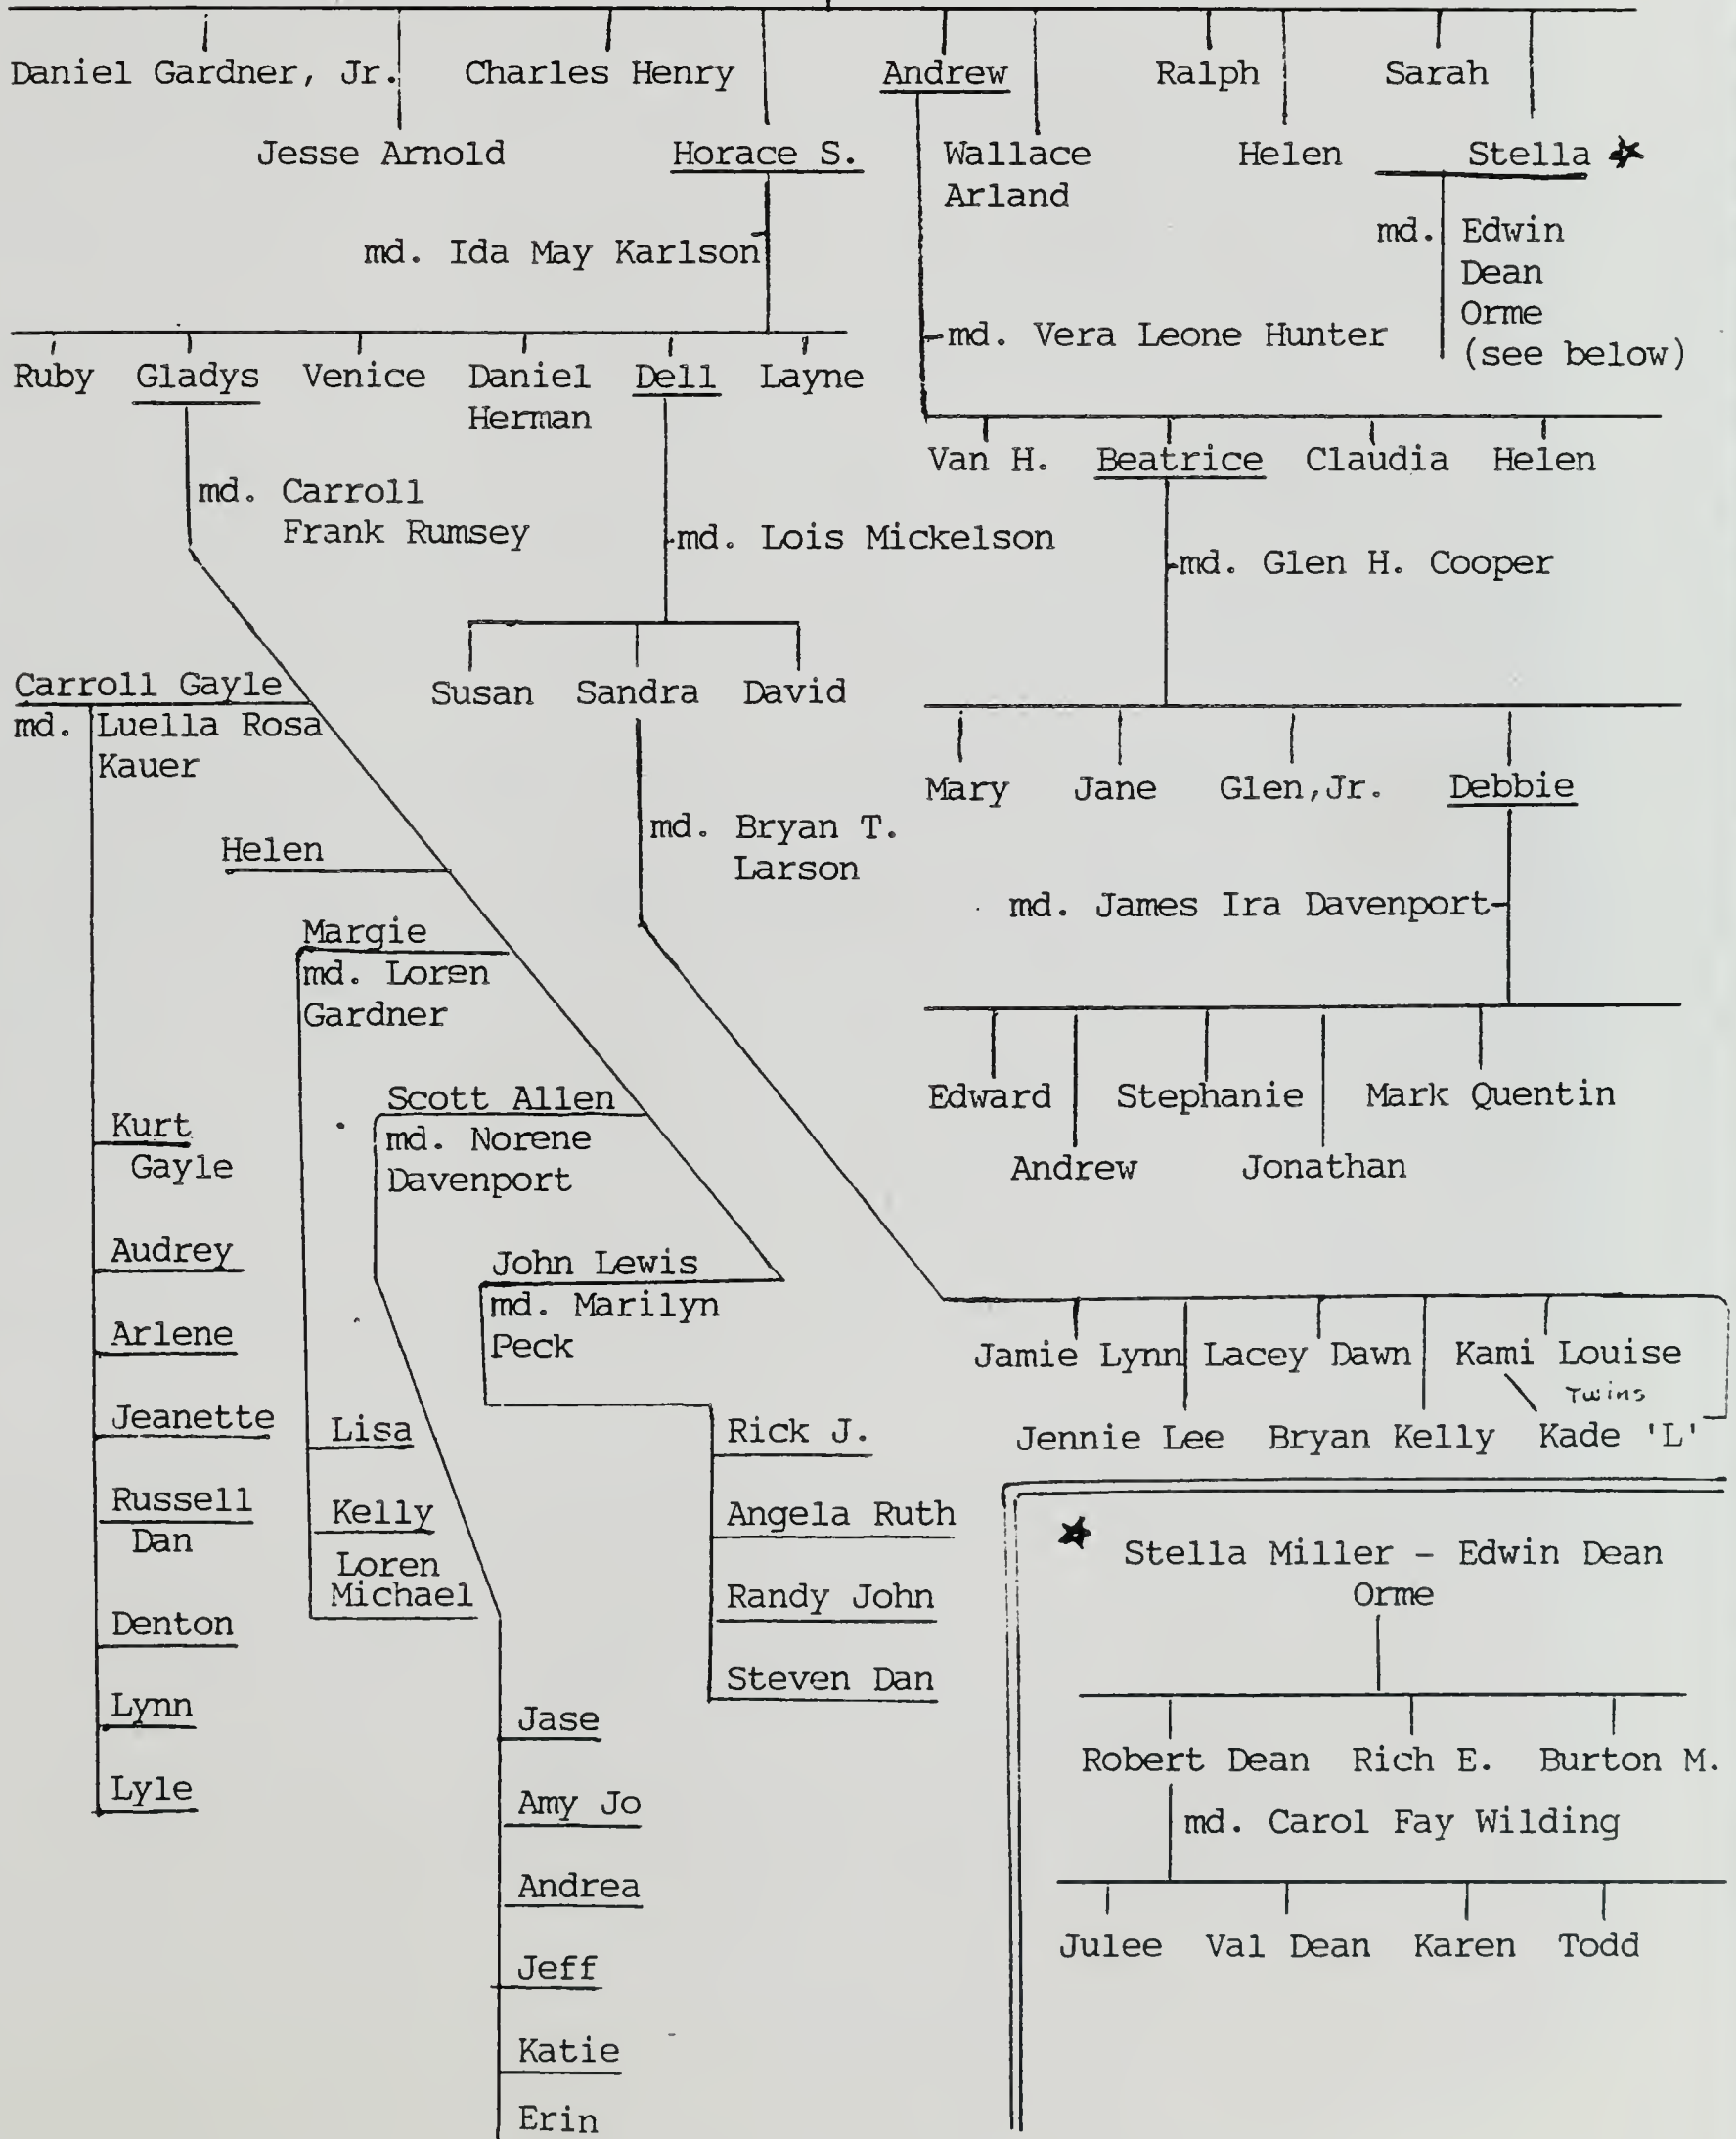 Daniel Gardner, Jr. Charles Henry Andrew Ralph Sarah
Jesse Arnold Horace S. Wallace Helen Stella
Arland
md. Ida May Karlson
md. Edwin
Dean
Orme
(see below)
md. Vera Leone Hunter
Ruby Gladys Venice Daniel Dell Layne
Herman
Van H. Beatrice Claudia Helen
md. Carroll
Frank Rumsey
md. Lois Mickelson
md. Glen H. Cooper
Carroll Gayle
md. Luella Rosa
Kauer
Susan Sandra David
Mary Jane Glen,Jr. Debbie
md. Bryan T.
Larson
Helen
md. James Ira Davenport
Margie
md. Loren
Gardner
Edward Stephanie Mark Quentin
Andrew Jonathan
Scott Allen
md. Norene
Davenport
Kurt
Gayle
Audrey
Arlene
Jeanette
Russell
Dan
Denton
Lynn
Lyle
John Lewis
md. Marilyn
Peck
Jamie Lynn Lacey Dawn Kami Louise
Twins
Jennie Lee Bryan Kelly Kade 'L'
Lisa
Kelly
Loren
Michael
Rick J.
Angela Ruth
Randy John
Steven Dan
Jase
Amy Jo
Andrea
Jeff
Katie
Erin
Stella Miller - Edwin Dean
Orme
Robert Dean Rich E. Burton M.
md. Carol Fay Wilding
Julee Val Dean Karen Todd